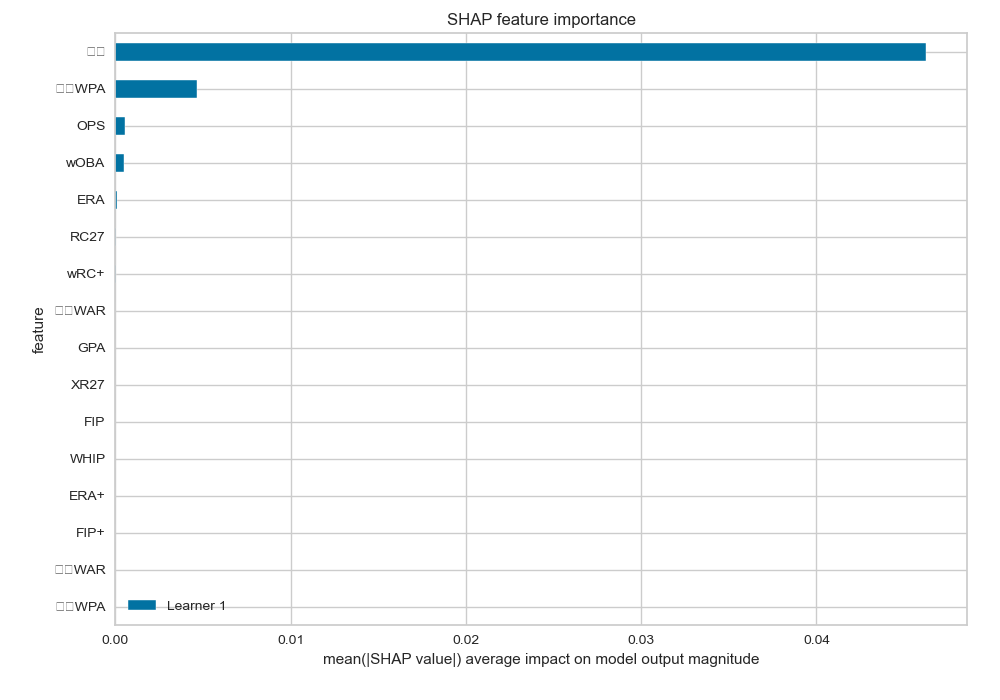 SHAP feature importance
WPA
OPS
wOBA
ERA
RC27
wRC+
WAR
GPA
XR27
FIP
WHIP
ERA+
FIP+
WAR
WPA
feature
Learner 1
0.00 0.01 0.02 0.03 0.04
mean(|SHAP value|) average impact on model output magnitude